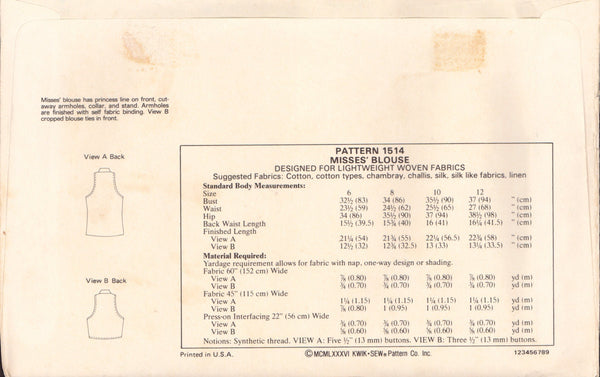 Misses' blouse has princess line on front, cut-
away armholes, collar, and stand. Armholes
are finished with self fabric binding. View B
cropped blouse ties in front.
View A Back
View B Back
PATTERN 1514
MISSES' BLOUSE
DESIGNED FOR LIGHTWEIGHT WOVEN FABRICS
Suggested Fabrics: Cotton, cotton types, chambray, challis, silk, silk like fabrics, linen
Standard Body Measurements:
Size 6 8 10 12
Bust 32½ (83) 34 (86) 35½ (90) 37 (94) " (cm)
Waist 23½ (59) 24½ (62) 25½ (65) 27 (68) " (cm)
Hip 34 (86) 35½ (90) 37 (94) 38½ (98) " (cm)
Back Waist Length 15½ (39.5) 15¾ (40) 16 (41) 16¼ (41.5) " (cm)
Finished Length
View A 21¼ (54) 21¾ (55) 22¼ (56.5) 22¾ (58) " (cm)
View B 12½ (32) 12¾ (32.5) 13 (33) 13¼ (33.5) " (cm)
Material Required:
Yardage requirement allows for fabric with nap, one-way design or shading.
Fabric 60" (152 cm) Wide
View A ⅞ (0.80) ⅞ (0.80) ⅞ (0.80) ⅞ (0.80) yd (m)
View B ¾ (0.70) ¾ (0.70) ¾ (0.70) ¾ (0.70) yd (m)
Fabric 45" (115 cm) Wide
View A 1¼ (1.15) 1¼ (1.15) 1¼ (1.15) 1¼ (1.15) yd (m)
View B ⅞ (0.80) 1 (0.95) 1 (0.95) 1 (0.95) yd (m)
Press-on Interfacing 22" (56 cm) Wide
View A ¾ (0.70) ¾ (0.70) ¾ (0.70) ¾ (0.70) yd (m)
View B ¾ (0.70) ¾ (0.70) ¾ (0.70) ¾ (0.70) yd (m)
Notions: Synthetic thread. VIEW A: Five ½" (13 mm) buttons. VIEW B: Three ½" (13 mm) buttons.
Printed in U.S.A. © MCMLXXXVI KWIK • SEW® Pattern Co. Inc. 123456789